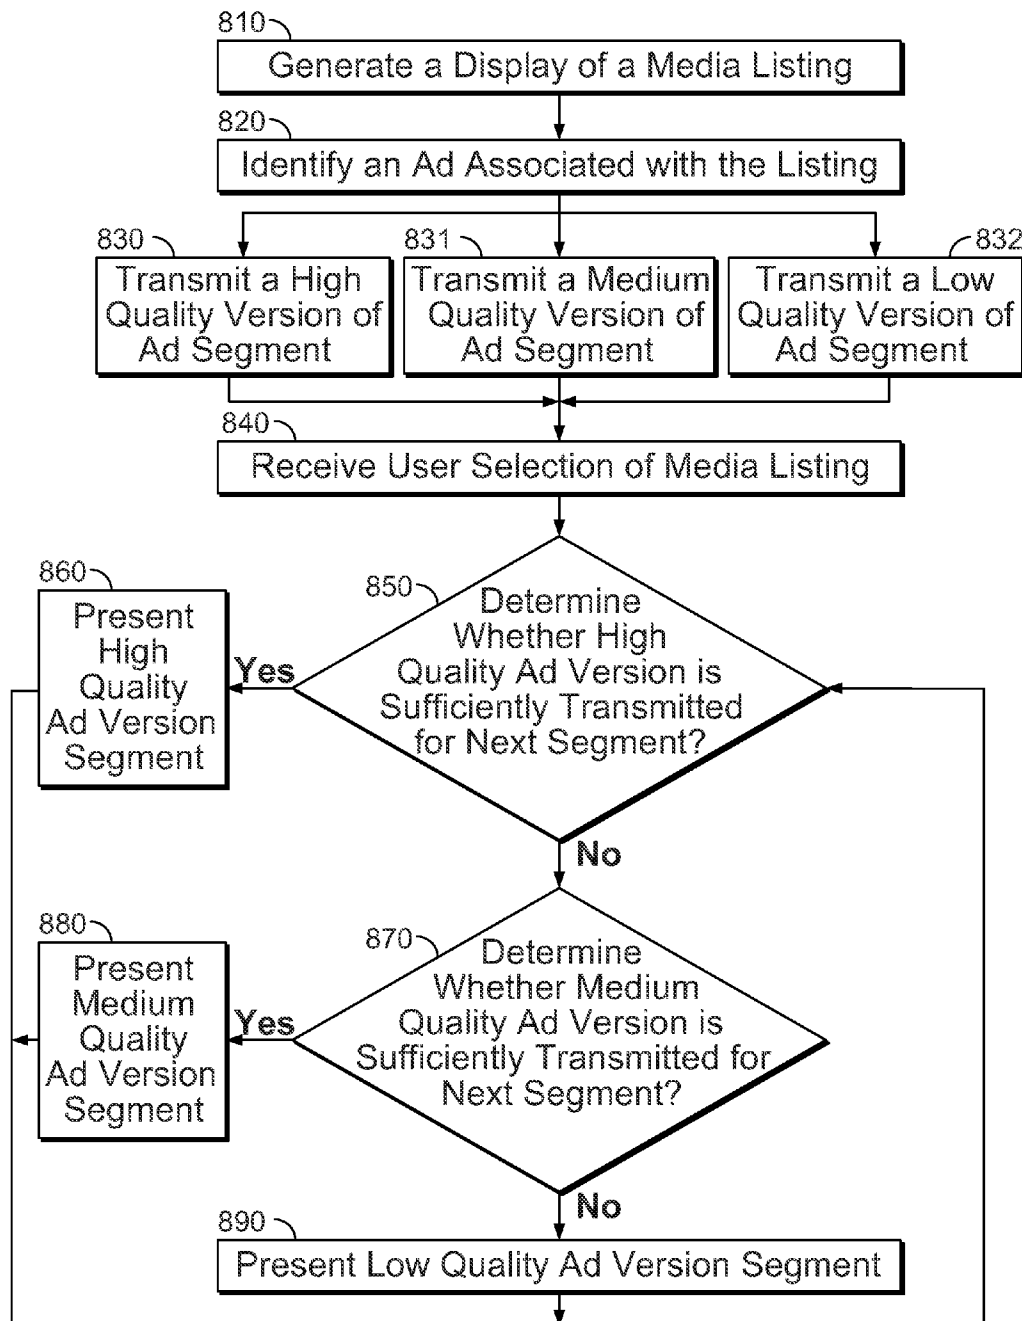 810
Generate a Display of a Media Listing
820
Identify an Ad Associated with the Listing
830
Transmit a High
Quality Version of
Ad Segment
831
Transmit a Medium
Quality Version of
Ad Segment
832
Transmit a Low
Quality Version of
Ad Segment
840
Receive User Selection of Media Listing
850
Determine
Whether High
Quality Ad Version is
Sufficiently Transmitted
for Next Segment?
Yes
860
Present
High
Quality
Ad Version
Segment
No
870
Determine
Whether Medium
Quality Ad Version is
Sufficiently Transmitted for
Next Segment?
Yes
880
Present
Medium
Quality
Ad Version
Segment
No
890
Present Low Quality Ad Version Segment